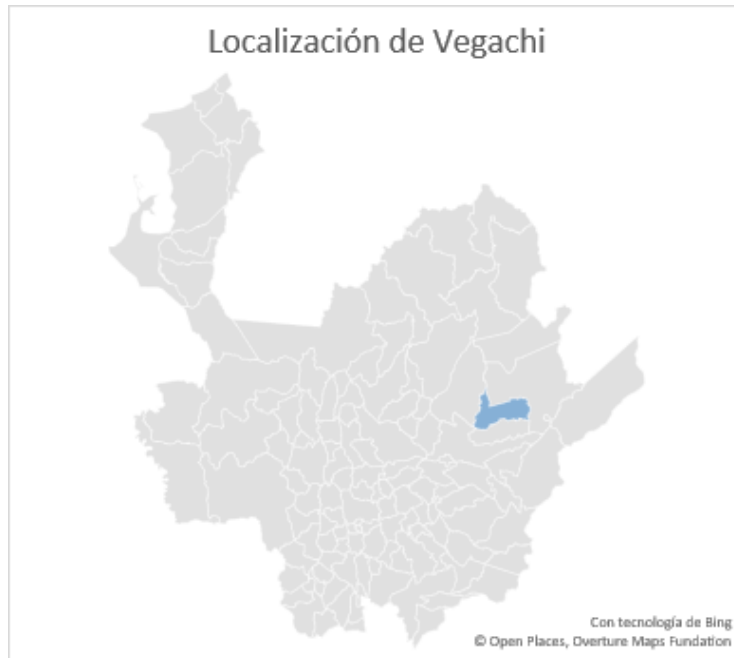 Localización de Vegachi
Con tecnología de Bing
© Open Places, Overture Maps Fundation